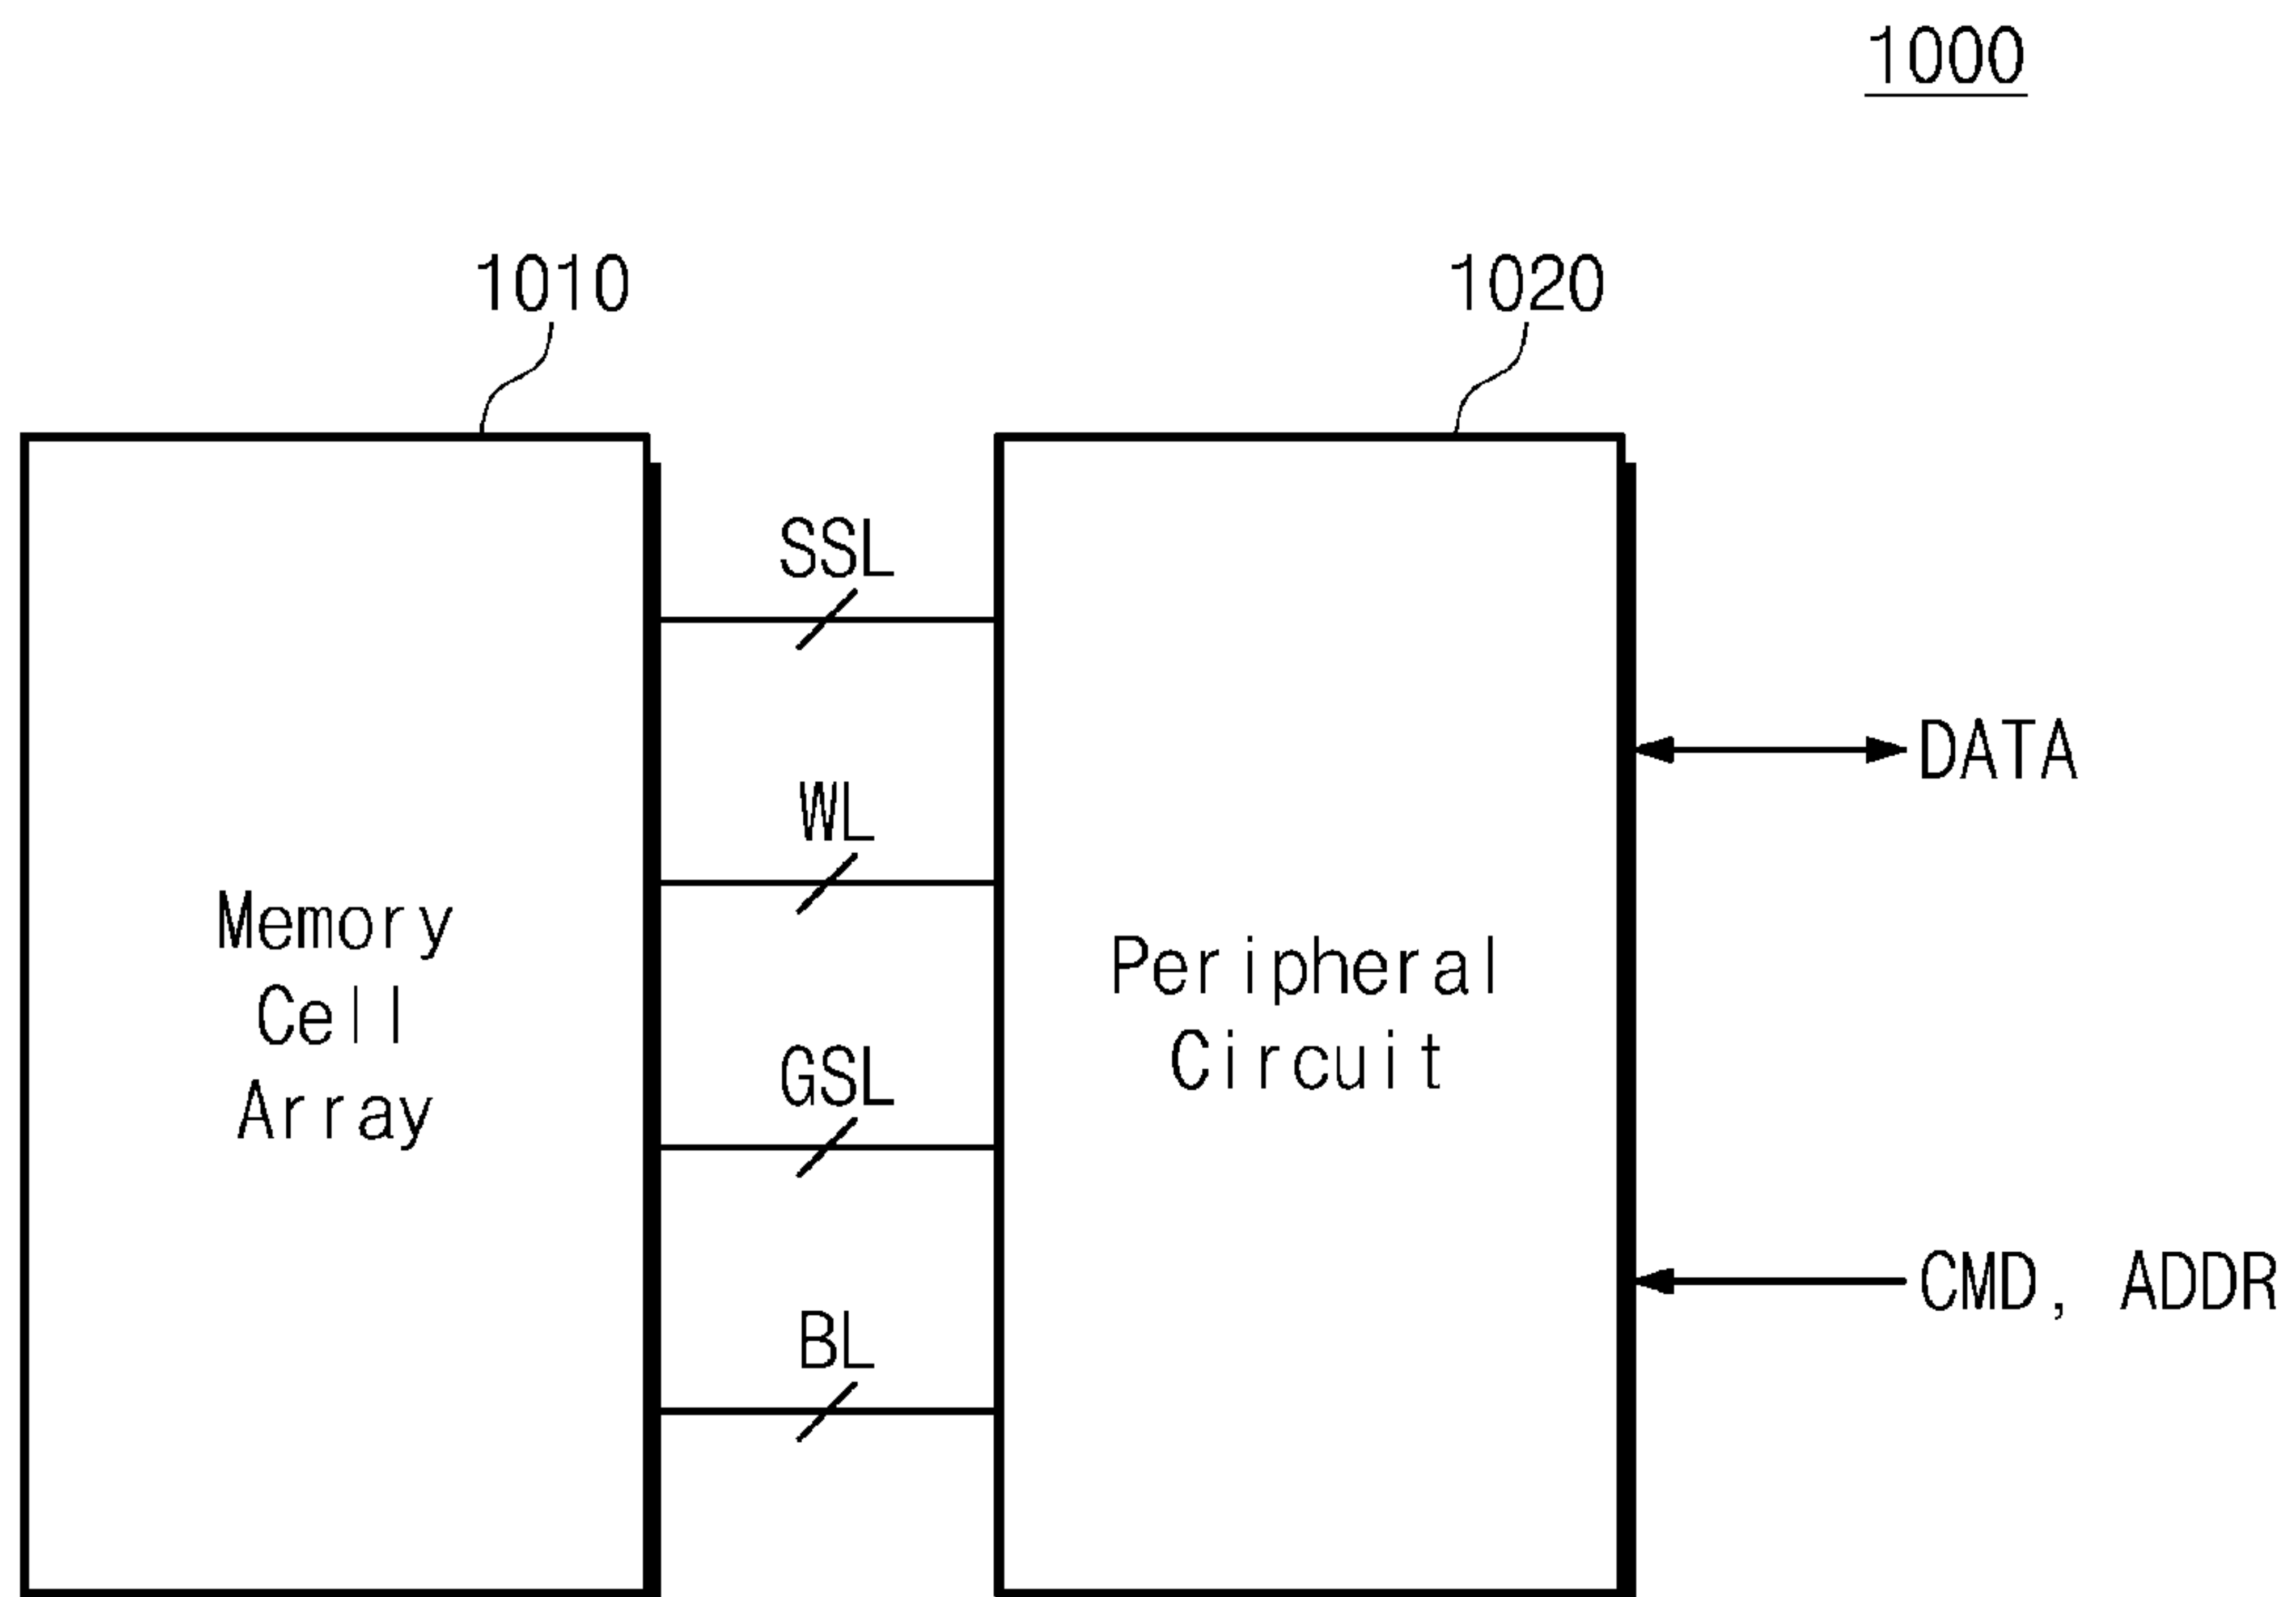 1000
1010
1020
SSL
WL
GSL
BL
Memory
Cell
Array
Peripheral
Circuit
DATA
CMD, ADDR